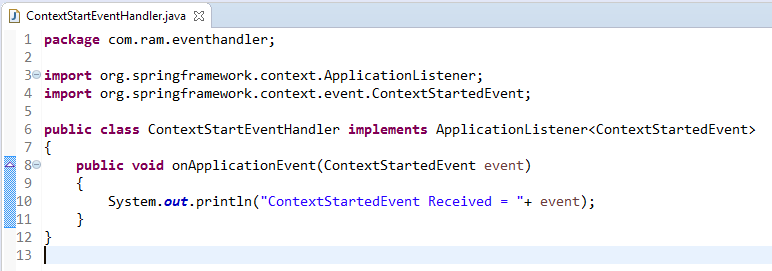 ContextStartEventHandler.java
1 package com.ram.eventhandler;
2
3 import org.springframework.context.ApplicationListener;
4 import org.springframework.context.event.ContextStartedEvent;
5
6 public class ContextStartEventHandler implements ApplicationListener<ContextStartedEvent>
7 {
8     public void onApplicationEvent(ContextStartedEvent event)
9     {
10         System.out.println("ContextStartedEvent Received = "+ event);
11     }
12 }
13